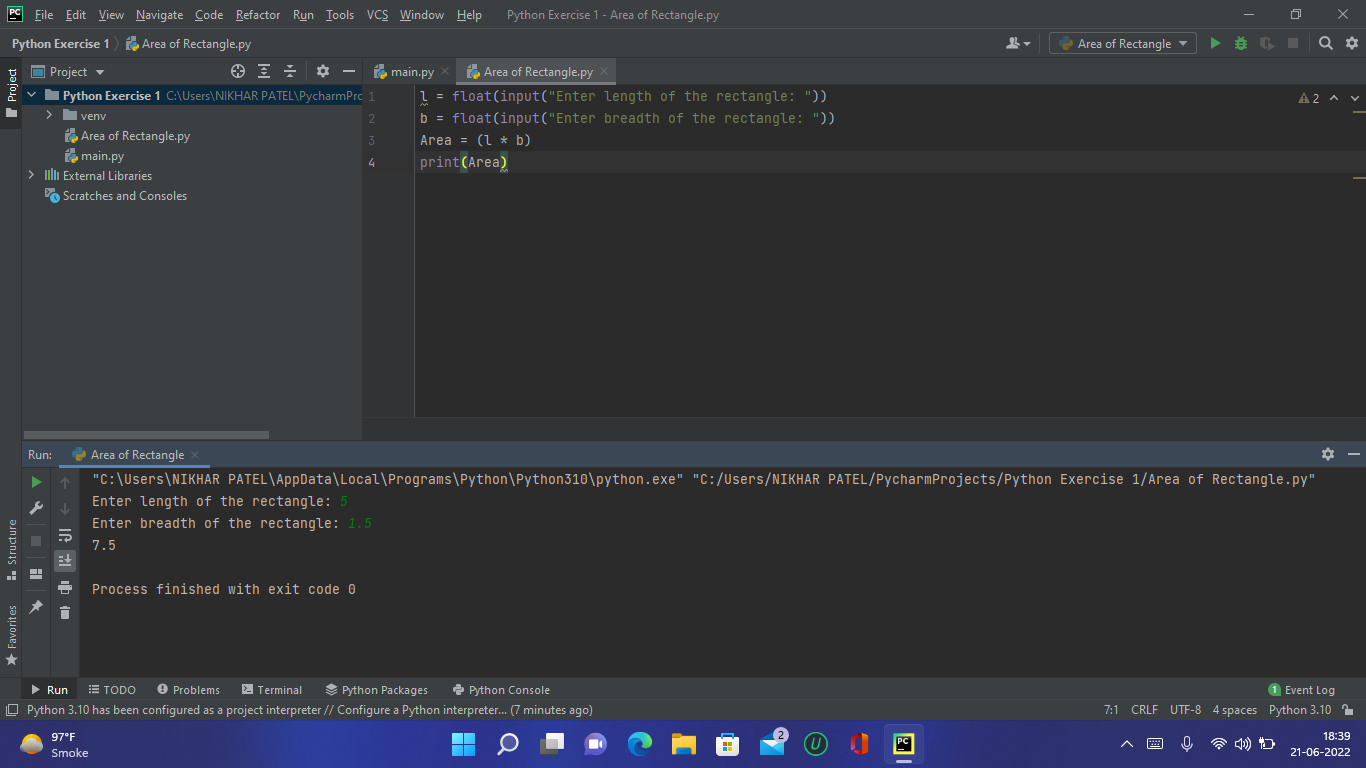 PC File Edit View Navigate Code Refactor Run Tools VCS Window Help Python Exercise 1 - Area of Rectangle.py
Python Exercise 1 Area of Rectangle.py Area of Rectangle
Project Project main.py Area of Rectangle.py
Python Exercise 1 C:\Users\NIKHAR PATEL\PycharmPro
venv
Area of Rectangle.py
main.py
External Libraries
Scratches and Consoles
1 l = float(input("Enter length of the rectangle: ")) 2
2 b = float(input("Enter breadth of the rectangle: "))
3 Area = (l * b)
4 print(Area)
Run: Area of Rectangle
"C:\Users\NIKHAR PATEL\AppData\Local\Programs\Python\Python310\python.exe" "C:/Users/NIKHAR PATEL/PycharmProjects/Python Exercise 1/Area of Rectangle.py"
Enter length of the rectangle: 5
Enter breadth of the rectangle: 1.5
7.5
Process finished with exit code 0
Structure
Favorites
Run TODO Problems Terminal Python Packages Python Console 1 Event Log
Python 3.10 has been configured as a project interpreter // Configure a Python interpreter... (7 minutes ago) 7:1 CRLF UTF-8 4 spaces Python 3.10
97°F
Smoke
2
U
PC
18:39
21-06-2022